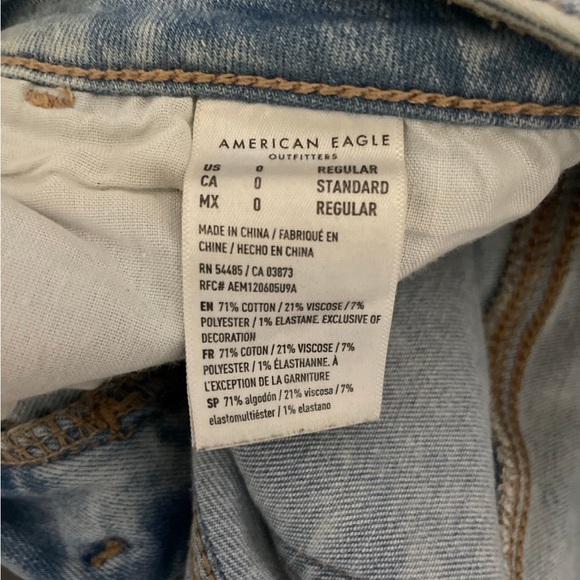 AMERICAN EAGLE
OUTFITTERS
US 0 REGULAR
CA 0 STANDARD
MX 0 REGULAR
MADE IN CHINA / FABRIQUÉ EN
CHINE / HECHO EN CHINA
RN 54485 / CA 03873
RFC# AEM120605U9A
EN 71% COTTON / 21% VISCOSE / 7%
POLYESTER / 1% ELASTANE. EXCLUSIVE OF
DECORATION
FR 71% COTON / 21% VISCOSE / 7%
POLYESTER / 1% ÉLASTHANNE. À
L'EXCEPTION DE LA GARNITURE
SP 71% algodón / 21% viscosa / 7%
elastomultiéster / 1% elastano